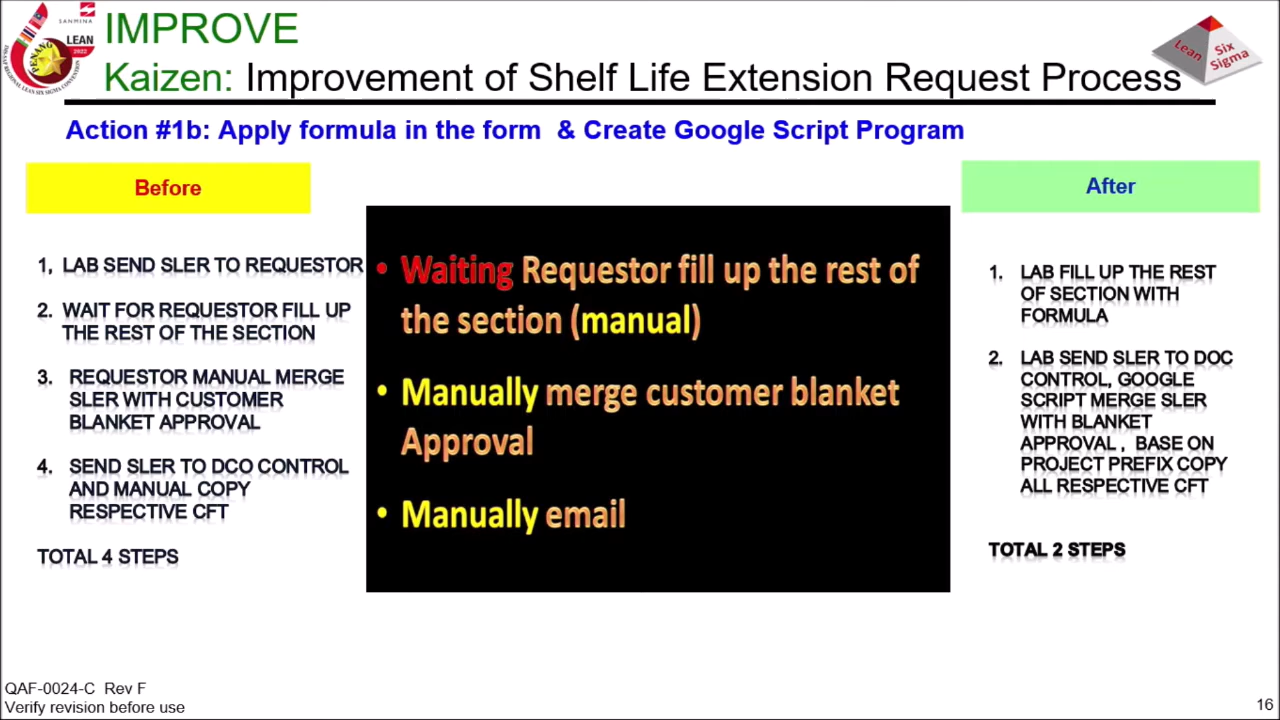 SANMINA
LEAN
2022
PENANG
IMPROVE
Kaizen: Improvement of Shelf Life Extension Request Process
Lean
Six
Sigma
Action #1b: Apply formula in the form & Create Google Script Program
Before
1, LAB SEND SLER TO REQUESTOR
2. WAIT FOR REQUESTOR FILL UP
THE REST OF THE SECTION
3. REQUESTOR MANUAL MERGE
SLER WITH CUSTOMER
BLANKET APPROVAL
4. SEND SLER TO DCO CONTROL
AND MANUAL COPY
RESPECTIVE CFT
TOTAL 4 STEPS
• Waiting Requestor fill up the rest of
the section (manual)
• Manually merge customer blanket
Approval
• Manually email
After
1. LAB FILL UP THE REST
OF SECTION WITH
FORMULA
2. LAB SEND SLER TO DOC
CONTROL, GOOGLE
SCRIPT MERGE SLER
WITH BLANKET
APPROVAL , BASE ON
PROJECT PREFIX COPY
ALL RESPECTIVE CFT
TOTAL 2 STEPS
QAF-0024-C Rev F
Verify revision before use
16